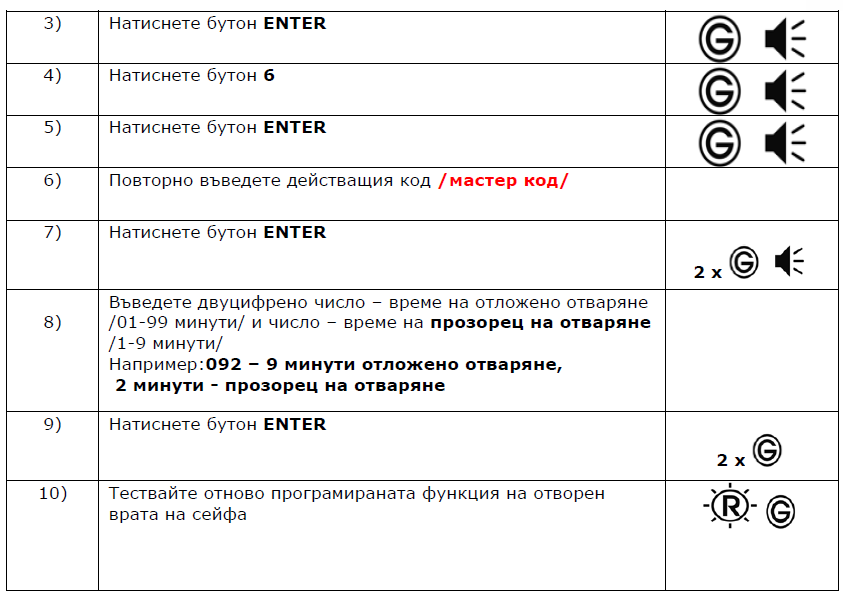 3) Натиснете бутон ENTER G
4) Натиснете бутон 6 G
5) Натиснете бутон ENTER G
6) Повторно въведете действащия код /мастер код/
7) Натиснете бутон ENTER
2 x G
Въведете двуцифрено число – време на отложено отваряне
8) /01-99 минути/ и число – време на прозорец на отваряне
/1-9 минути/
Например:092 – 9 минути отложено отваряне,
2 минути - прозорец на отваряне
9) Натиснете бутон ENTER
2 x G
10) Тествайте отново програмираната функция на отворен R G
врата на сейфа